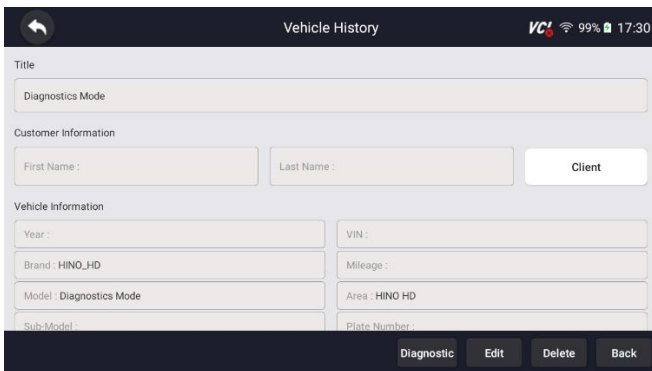 Vehicle History
VCI 99% 17:30
Title
Diagnostics Mode
Customer Information
First Name :
Last Name :
Client
Vehicle Information
Year :
VIN :
Brand : HINO_HD
Mileage :
Model : Diagnostics Mode
Area : HINO HD
Sub-Model :
Plate Number :
Diagnostic
Edit
Delete
Back